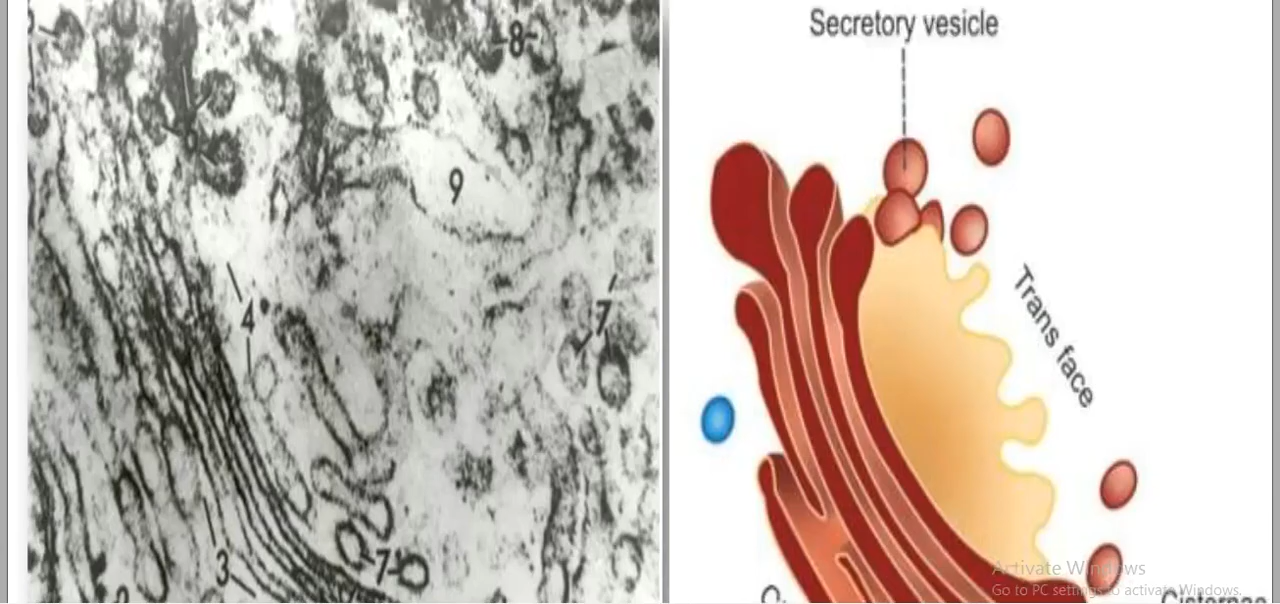 8
9
4
7
3
7
Secretory vesicle
Trans face
Activate Windows
Go to PC settings to activate Windows.